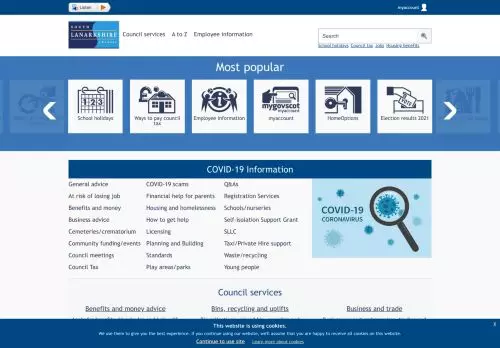 Listen
myaccount
SOUTH
LANARKSHIRE
COUNCIL
Council services A to Z Employee information
Search
School holidays Council tax Jobs Housing benefits
Most popular
School holidays
Ways to pay council tax
Employee Information
mygovscot
myaccount
myaccount
HomeOptions
VOTE
Election results 2021
COVID-19 Information
General advice COVID-19 scams Q&As
At risk of losing job Financial help for parents Registration Services
Benefits and money Housing and homelessness Schools/nurseries
Business advice How to get help Self-isolation Support Grant
Cemeteries/crematorium Licensing SLLC
Community funding/events Planning and Building Taxi/Private Hire support
Council meetings Standards Waste/recycling
Council Tax Play areas/parks Young people
COVID-19
CORONAVIRUS
Council services
Benefits and money advice Bins, recycling and uplifts Business and trade
This website is using cookies.
X
We use them to give you the best experience. If you continue using our website, we'll assume that you are happy to receive all cookies on this website.
Continue to use site Learn more about cookies